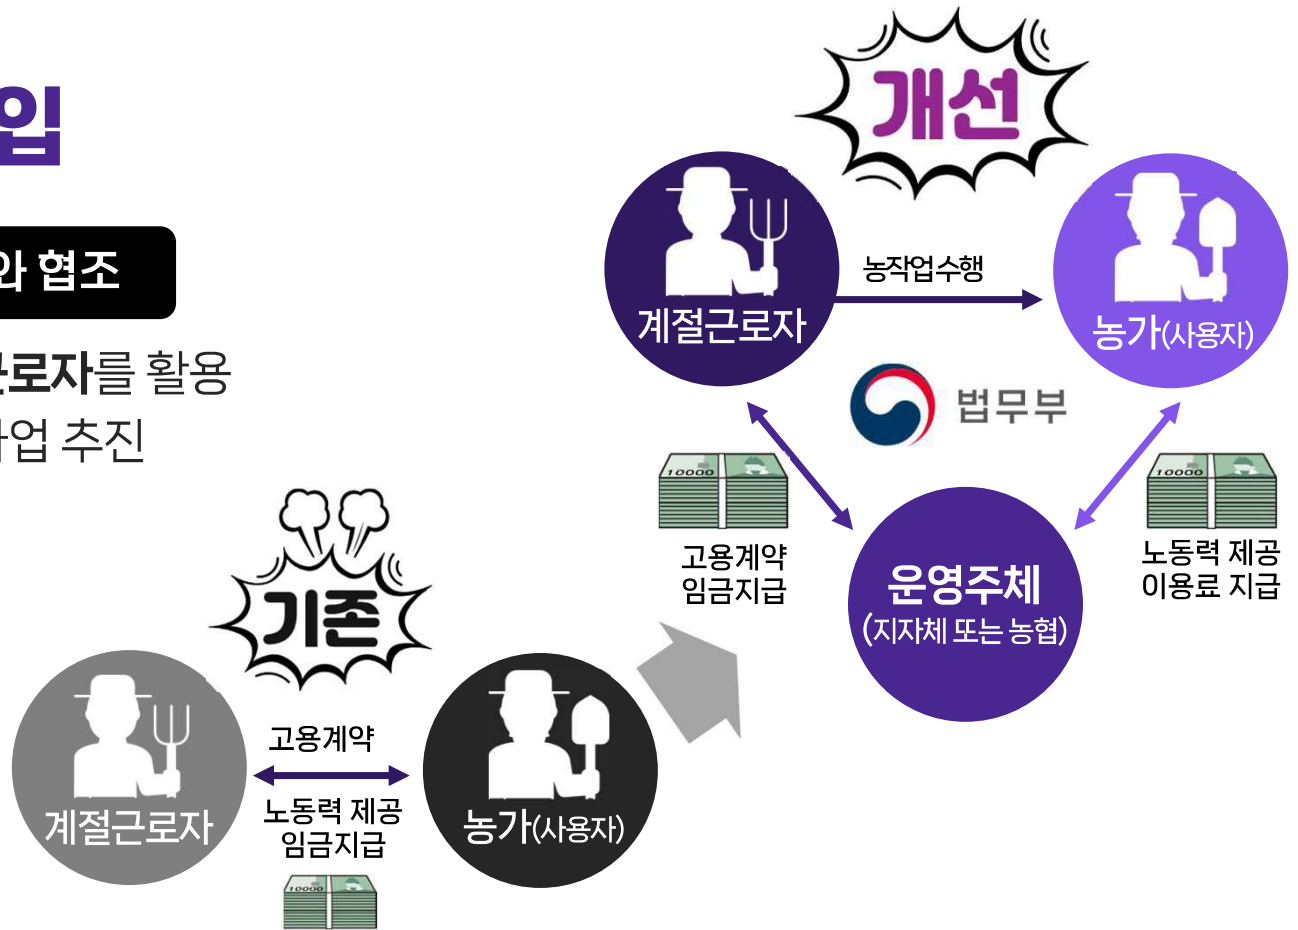 입
와 협조
근로자를 활용
사업 추진
개선
계절근로자
농작업 수행
농가(사용자)
법무부
10000
고용계약
임금지급
10000
노동력 제공
이용료 지급
운영주체
(지자체 또는 농협)
기존
계절근로자
고용계약
노동력 제공
임금지급
10000
농가(사용자)